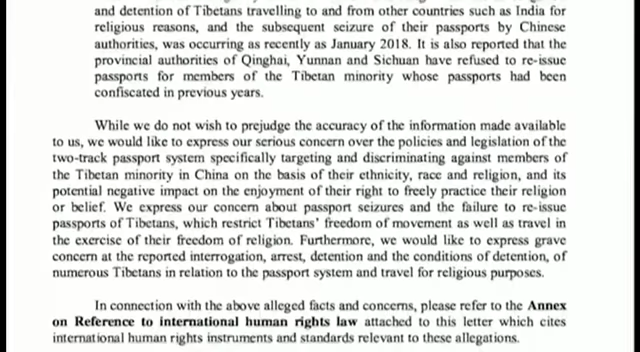 and detention of Tibetans travelling to and from other countries such as India for
religious reasons, and the subsequent seizure of their passports by Chinese
authorities, was occurring as recently as January 2018. It is also reported that the
provincial authorities of Qinghai, Yunnan and Sichuan have refused to re-issue
passports for members of the Tibetan minority whose passports had been
confiscated in previous years.
While we do not wish to prejudge the accuracy of the information made available
to us, we would like to express our serious concern over the policies and legislation of the
two-track passport system specifically targeting and discriminating against members of
the Tibetan minority in China on the basis of their ethnicity, race and religion, and its
potential negative impact on the enjoyment of their right to freely practice their religion
or belief. We express our concern about passport seizures and the failure to re-issue
passports of Tibetans, which restrict Tibetans' freedom of movement as well as travel in
the exercise of their freedom of religion. Furthermore, we would like to express grave
concern at the reported interrogation, arrest, detention and the conditions of detention, of
numerous Tibetans in relation to the passport system and travel for religious purposes.
In connection with the above alleged facts and concerns, please refer to the Annex
on Reference to international human rights law attached to this letter which cites
international human rights instruments and standards relevant to these allegations.